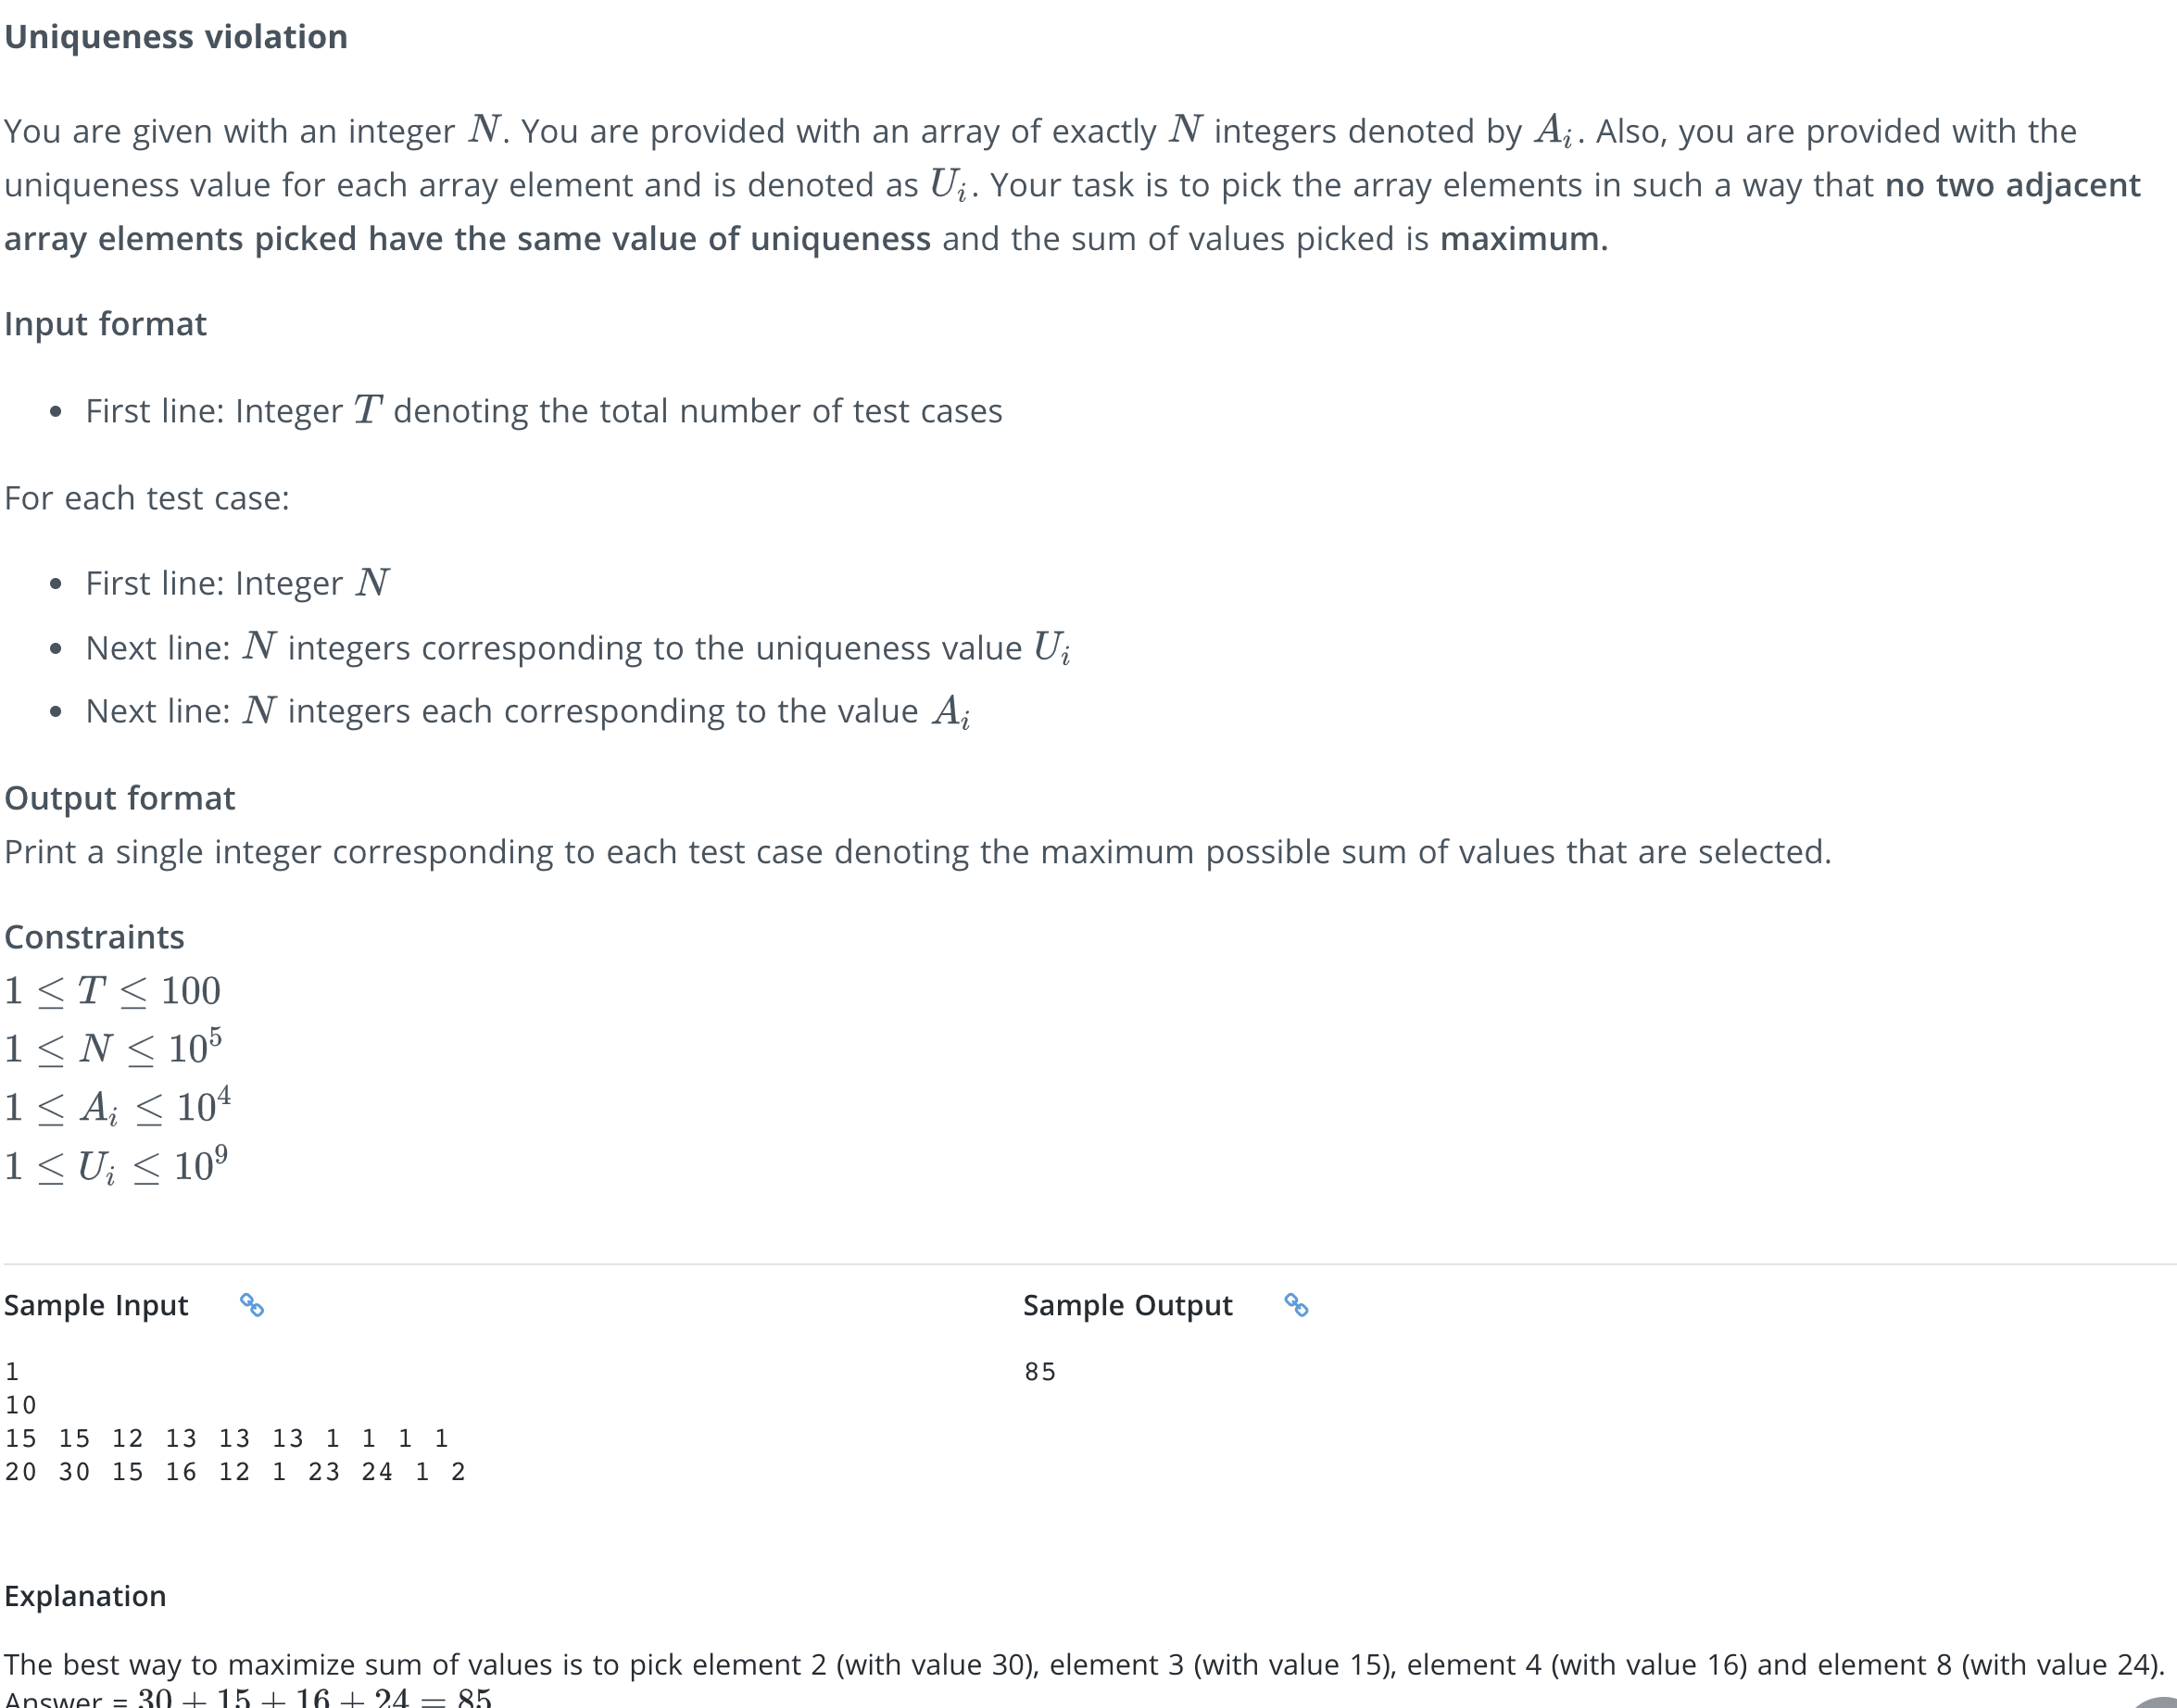 Uniqueness violation
You are given with an integer N. You are provided with an array of exactly N integers denoted by A_i. Also, you are provided with the
uniqueness value for each array element and is denoted as U_i. Your task is to pick the array elements in such a way that no two adjacent
array elements picked have the same value of uniqueness and the sum of values picked is maximum.
Input format
• First line: Integer T denoting the total number of test cases
For each test case:
• First line: Integer N
• Next line: N integers corresponding to the uniqueness value U_i
• Next line: N integers each corresponding to the value A_i
Output format
Print a single integer corresponding to each test case denoting the maximum possible sum of values that are selected.
Constraints
1 ≤ T ≤ 100
1 ≤ N ≤ 10^5
1 ≤ A_i ≤ 10^4
1 ≤ U_i ≤ 10^9
Sample Input
1
10
15 15 12 13 13 13 1 1 1 1
20 30 15 16 12 1 23 24 1 2
Sample Output
85
Explanation
The best way to maximize sum of values is to pick element 2 (with value 30), element 3 (with value 15), element 4 (with value 16) and element 8 (with value 24).
Answer = 30 + 15 + 16 + 24 = 85